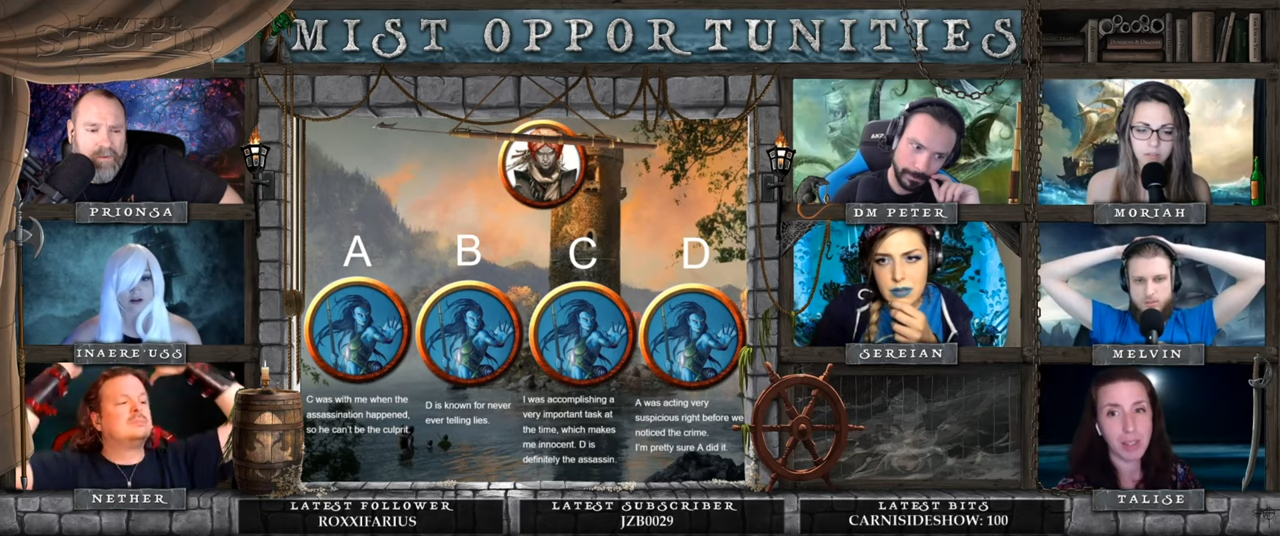 LAWFUL
STUPID
MIST OPPORTUNITIES
PRIONSA
DM PETER
MORIAH
A
B
C
D
INAERE'USS
SEREIAN
MELVIN
C was with me when the
assassination happened,
so he can't be the culprit.
D is known for never
ever telling lies.
I was accomplishing a
very important task at
the time, which makes
me innocent. D is
definitely the assassin.
A was acting very
suspicious right before we
noticed the crime.
I'm pretty sure A did it.
NETHER
TALISE
LATEST FOLLOWER
ROXXIFARIUS
LATEST SUBSCRIBER
JZB0029
LATEST BITS
CARNISIDESHOW: 100